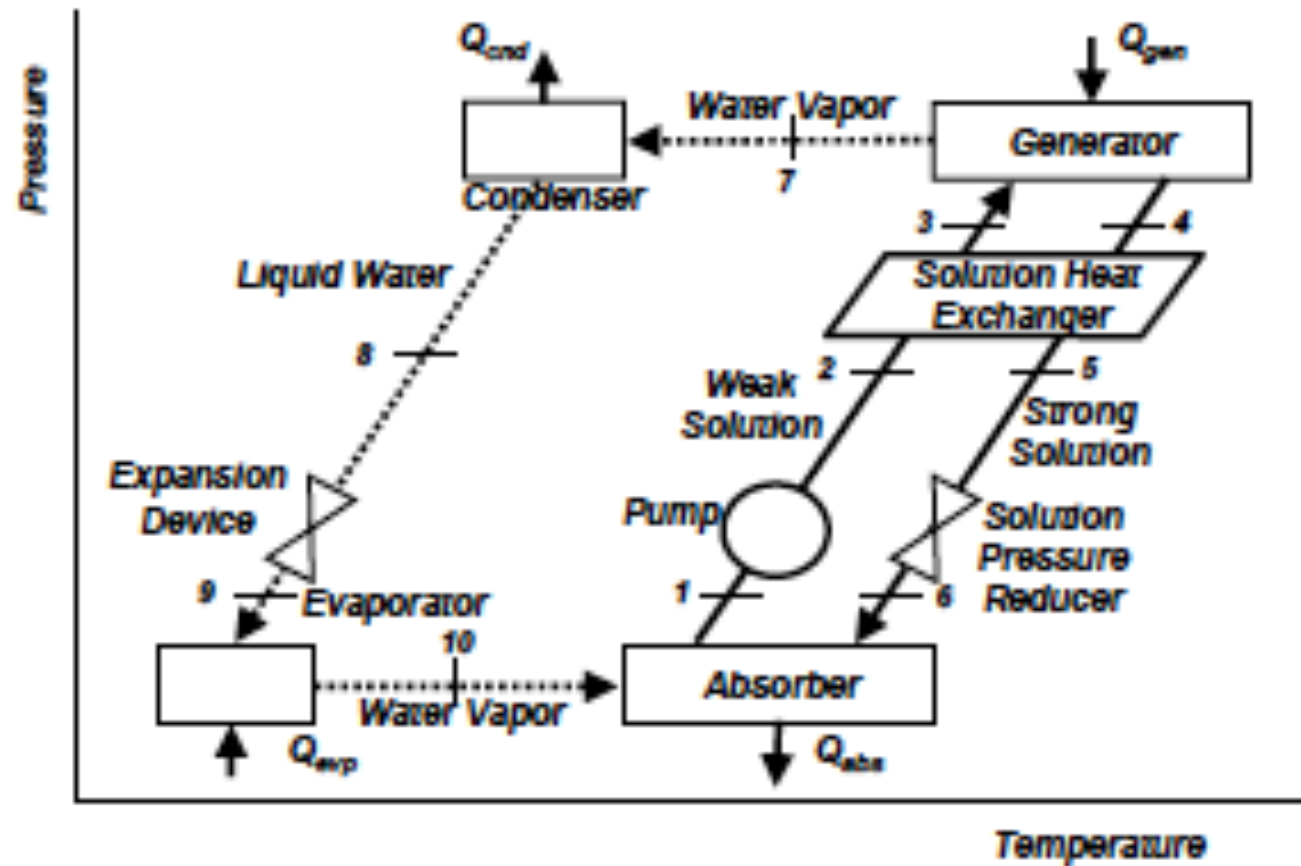 Pressure
Q_cnd
Q_gen
Water Vapor
Generator
7
Condenser
3
4
Liquid Water
Solution Heat
Exchanger
8
2
5
Weak
Solution
Strong
Solution
Expansion
Device
Pump
Solution
Pressure
Reducer
9
Evaporator
1
6
10
Absorber
Water Vapor
Q_evp
Q_abs
Temperature